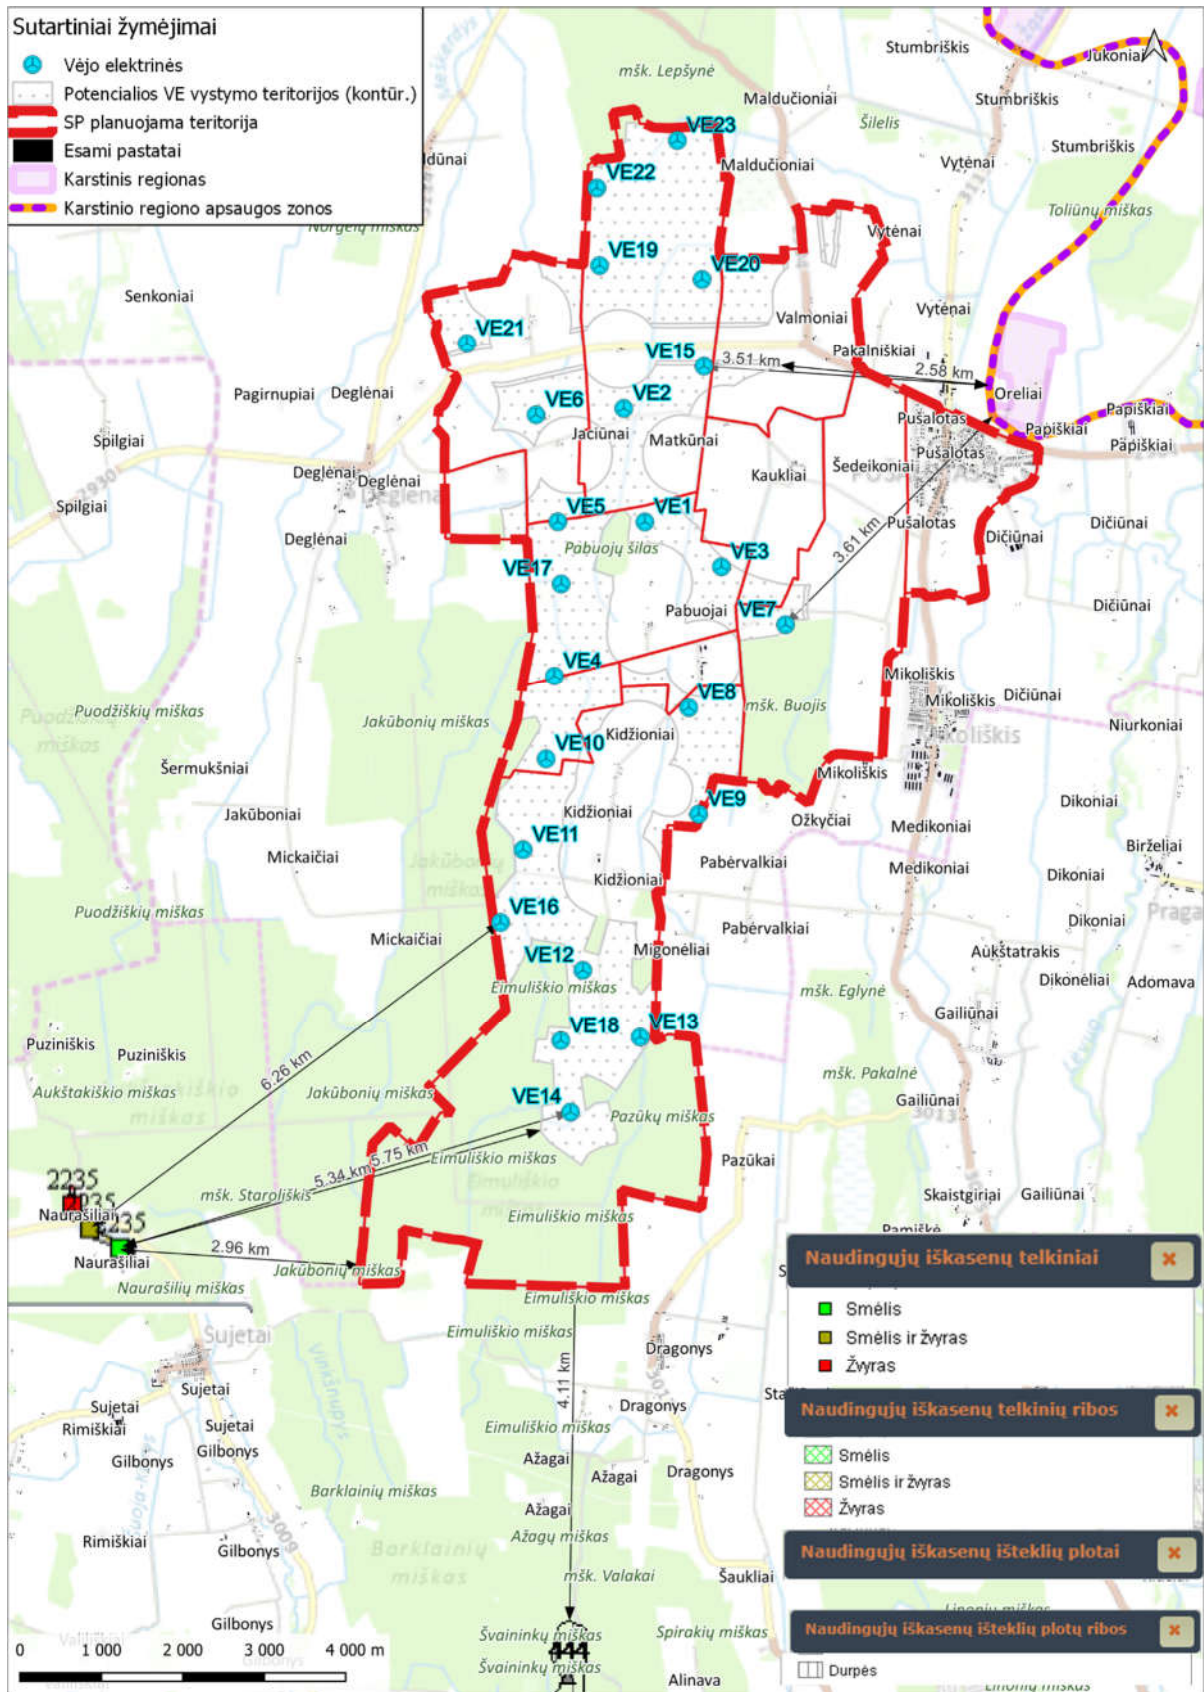 Sutartiniai žymėjimai
Vėjo elektrinės
Potencialios VE vystymo teritorijos (kontūr.)
SP planuojama teritorija
Esami pastatai
Karstinis regionas
Karstinio regiono apsaugos zonos
mšk. Lepšynė
Stumbriškis
Jukoniai
Maldučioniai
Stumbriškis
Šilelis
VE23
Stumbriškis
Maldučioniai
Vytėnai
VE22
Toliūnų miškas
Norgėlų miškas
Vytėnai
VE19
VE20
Senkoniai
Vytėnai
Valmoniai
VE21
Pakalniškiai
VE15
3.51 km
2.58 km
Pagirnupiai
Deglėnai
Oreliai
VE6
VE2
Papiškiai
Pušalotas
Papiškiai
Spilgiai
Jaciūnai
Matkūnai
Papiškiai
Pušalotas
2930
Deglėnai
Deglėnai
Kaukliai
Šedeikoniai
Spilgiai
VE5
VE1
Pušalotas
Dičiūnai
Deglėnai
Pabuojų šilas
3.61 km
Dičiūnai
VE17
VE3
Pabuojai
VE7
Dičiūnai
VE4
Mikoliškis
Puodžiškių miškas
Jakūbonių miškas
VE8
mšk. Buojis
Mikoliškis
Dičiūnai
Niurkoniai
Kidžioniai
Mikoliškis
Šermukšniai
VE10
Mikoliškis
Dikoniai
Jakūboniai
VE9
Kidžioniai
Ožkyčiai
Medikoniai
Birželiai
VE11
Mickaičiai
Pabėrvalkiai
Medikoniai
Dikoniai
Kidžioniai
Puodžiškių miškas
VE16
Mickaičiai
Pabėrvalkiai
Dikoniai
Migonėliai
Aukštatrakis
VE12
Eimuliškio miškas
mšk. Eglynė
Dikonėliai
Adomava
Gailiūnai
Puziniškis
Puziniškis
VE18
VE13
6.26 km
mšk. Pakalnė
Aukštakiškio miškas
Jakūbonių miškas
VE14
Pazūkų miškas
Gailiūnai
3013
5.34 km
5.75 km
Eimuliškio miškas
Pazūkai
2235
mšk. Staroliškis
Skaistgiriai
Gailiūnai
Naurašiliai
Eimuliškio miškas
Pamiškė
2.96 km
Naurašiliai
Jakūbonių miškas
Naurašilių miškas
Eimuliškio miškas
Sujetai
Eimuliškio miškas
Dragonys
4.11 km
Sujetai
Sujetai
Dragonys
Rimiškiai
Sujetai
Eimuliškio miškas
Gilbonys
Gilbonys
Ažagai
Ažagai
Dragonys
Barklainių miškas
Ažagai
Ažagų miškas
3009
Rimiškiai
Gilbonys
Barklainių
miškas
mšk. Valakai
Šaukliai
Gilbonys
Švaininkų miškas
Spirakių miškas
Švaininkų miškas
Alinava
0 1 000 2 000 3 000 4 000 m
Naudingųjų iškasenų telkiniai
Smėlis
Smėlis ir žvyras
Žvyras
Naudingųjų iškasenų telkinių ribos
Smėlis
Smėlis ir žvyras
Žvyras
Naudingųjų iškasenų išteklių plotai
Naudingųjų iškasenų išteklių plotų ribos
Durpės